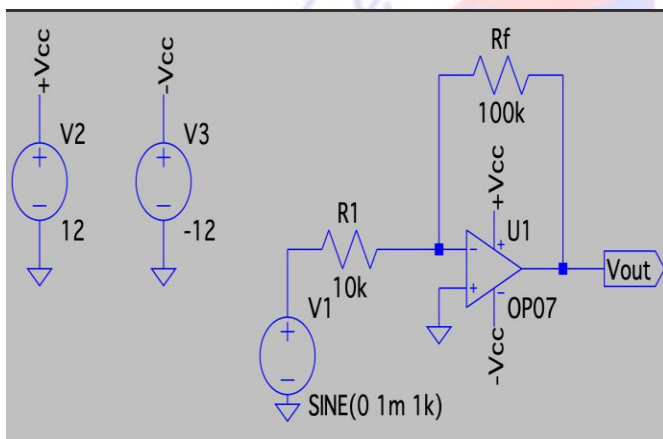 +Vcc
-Vcc
V2
V3
12
-12
Rf
100k
+Vcc
R1
U1
10k
OP07
Vout
-Vcc
V1
SINE(0 1m 1k)